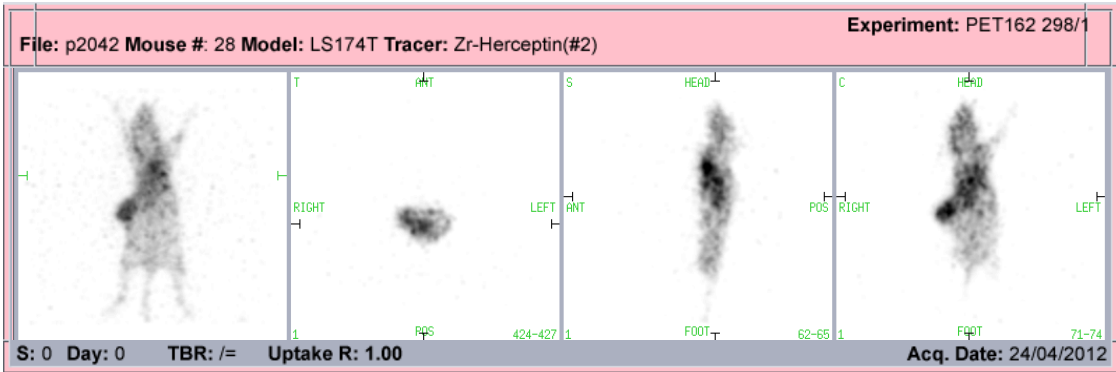 Experiment: PET162 298/1
File: p2042 Mouse #: 28 Model: LS174T Tracer: Zr-Herceptin(#2)
T ANT S HEAD C HEAD
RIGHT LEFT ANT POS RIGHT LEFT
1 POS 424-427 1 FOOT 62-65 1 FOOT 71-74
S: 0 Day: 0 TBR: /= Uptake R: 1.00 Acq. Date: 24/04/2012